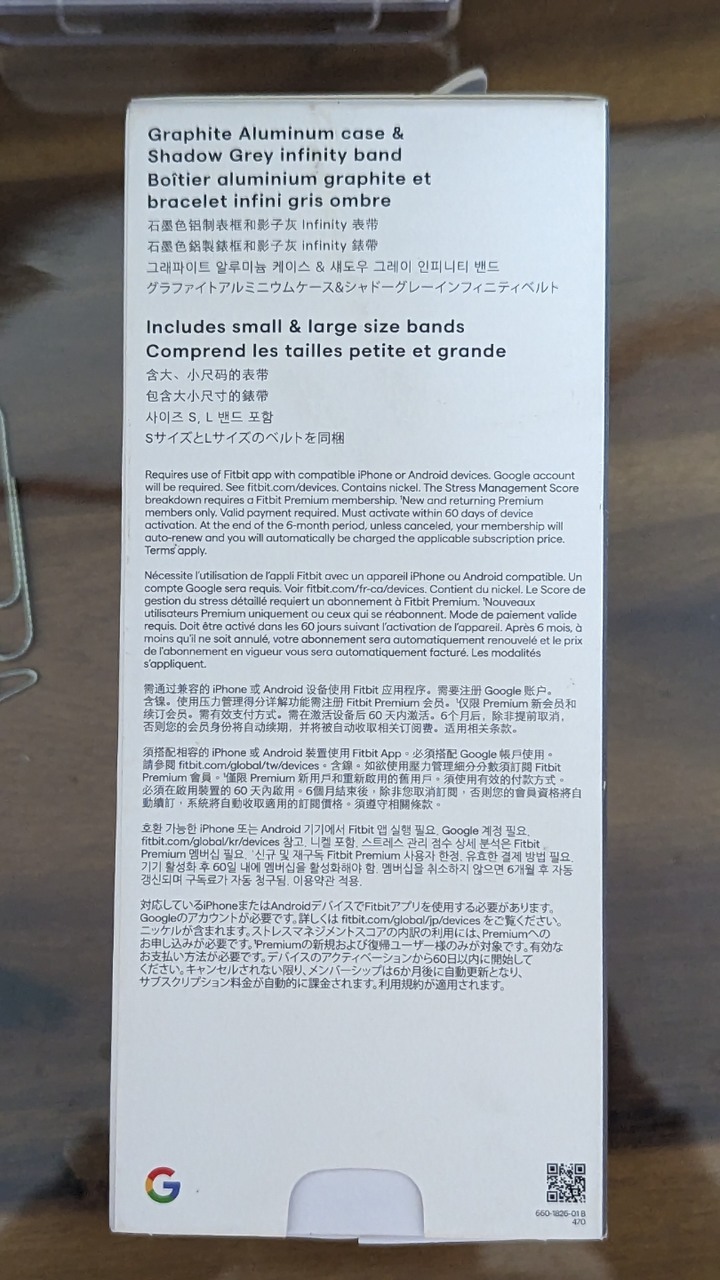 Graphite Aluminum case &
Shadow Grey infinity band
Boîtier aluminium graphite et
bracelet infini gris ombre
石墨色铝制表框和影子灰 Infinity 表带
石墨色鋁製錶框和影子灰 infinity 錶帶
그래파이트 알루미늄 케이스 & 섀도우 그레이 인피니티 밴드
グラファイトアルミニウムケース&シャドーグレーインフィニティベルト
Includes small & large size bands
Comprend les tailles petite et grande
含大、小尺码的表带
包含大小尺寸的錶帶
사이즈 S, L 밴드 포함
SサイズとLサイズのベルトを同梱
Requires use of Fitbit app with compatible iPhone or Android devices. Google account
will be required. See fitbit.com/devices. Contains nickel. The Stress Management Score
breakdown requires a Fitbit Premium membership. ¹New and returning Premium
members only. Valid payment required. Must activate within 60 days of device
activation. At the end of the 6-month period, unless canceled, your membership will
auto-renew and you will automatically be charged the applicable subscription price.
Terms apply.
Nécessite l'utilisation de l'appli Fitbit avec un appareil iPhone ou Android compatible. Un
compte Google sera requis. Voir fitbit.com/fr-ca/devices. Contient du nickel. Le Score de
gestion du stress détaillé requiert un abonnement à Fitbit Premium. ¹Nouveaux
utilisateurs Premium uniquement ou ceux qui se réabonnent. Mode de paiement valide
requis. Doit être activé dans les 60 jours suivant l'activation de l'appareil. Après 6 mois, à
moins qu'il ne soit annulé, votre abonnement sera automatiquement renouvelé et le prix
de l'abonnement en vigueur vous sera automatiquement facturé. Les modalités
s'appliquent.
需通过兼容的 iPhone 或 Android 设备使用 Fitbit 应用程序。需要注册 Google 账户。
含镍。使用压力管理得分详解功能需注册 Fitbit Premium 会员。¹仅限 Premium 新会员和
续订会员。需有效支付方式。需在激活设备后 60 天内激活。6个月后，除非提前取消，
否则您的会员身份将自动续期，并将被自动收取相关订阅费。适用相关条款。
須搭配相容的 iPhone 或 Android 裝置使用 Fitbit App。必須搭配 Google 帳戶使用。
請參閱 fitbit.com/global/tw/devices。含鎳。如欲使用壓力管理細分分數須訂閱 Fitbit
Premium 會員。¹僅限 Premium 新用戶和重新啟用的舊用戶。須使用有效的付款方式。
必須在啟用裝置的 60 天內啟用。6個月結束後，除非您取消訂閱，否則您的會員資格將自
動續訂，系統將自動收取適用的訂閱價格。須遵守相關條款。
호환 가능한 iPhone 또는 Android 기기에서 Fitbit 앱 실행 필요. Google 계정 필요.
fitbit.com/global/kr/devices 참고. 니켈 포함. 스트레스 관리 점수 상세 분석은 Fitbit
Premium 멤버십 필요. ¹신규 및 재구독 Fitbit Premium 사용자 한정. 유효한 결제 방법 필요.
기기 활성화 후 60일 내에 멤버십을 활성화해야 함. 멤버십을 취소하지 않으면 6개월 후 자동
갱신되며 구독료가 자동 청구됨. 이용약관 적용.
対応しているiPhoneまたはAndroidデバイスでFitbitアプリを使用する必要があります。
Googleのアカウントが必要です。詳しくは fitbit.com/global/jp/devices をご覧ください。
ニッケルが含まれます。ストレスマネジメントスコアの内訳の利用には、Premiumへの
お申し込みが必要です。¹Premiumの新規および復帰ユーザー様のみが対象です。有効な
お支払い方法が必要です。デバイスのアクティベーションから60日以内に開始して
ください。キャンセルされない限り、メンバーシップは6か月後に自動更新となり、
サブスクリプション料金が自動的に課金されます。利用規約が適用されます。
G
660-1826-01 B
470